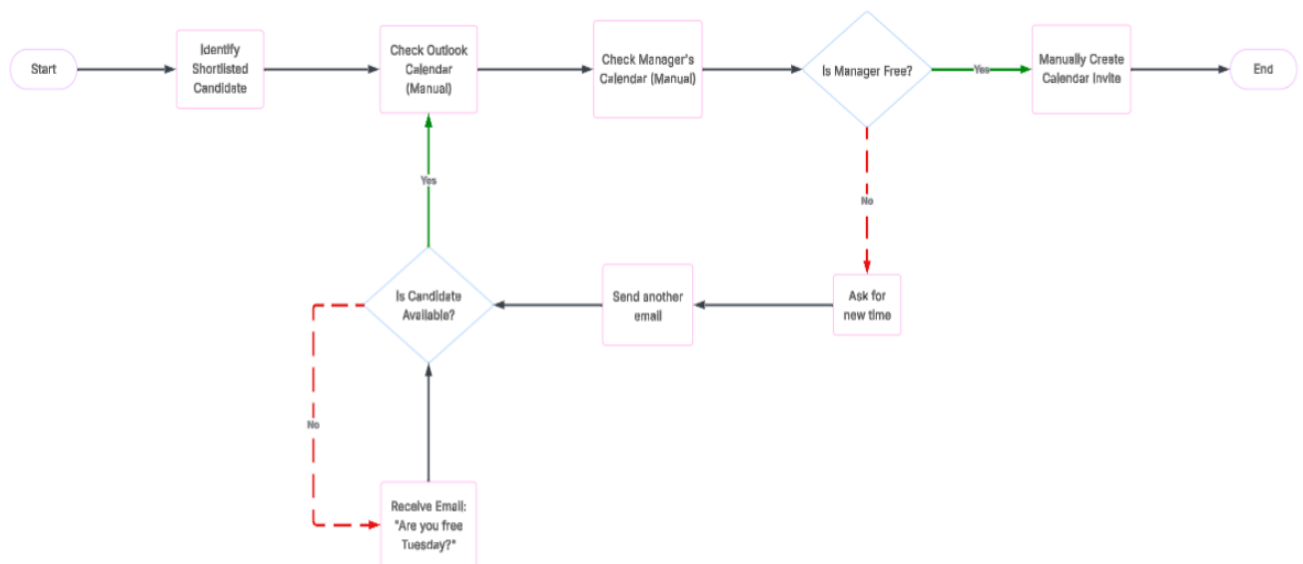 Start
Identify
Shortlisted
Candidate
Check Outlook
Calendar
(Manual)
Check Manager's
Calendar (Manual)
Is Manager Free?
Yes
Manually Create
Calendar Invite
End
Yes
No
Is Candidate
Available?
Send another
email
Ask for
new time
No
Receive Email:
"Are you free
Tuesday?"